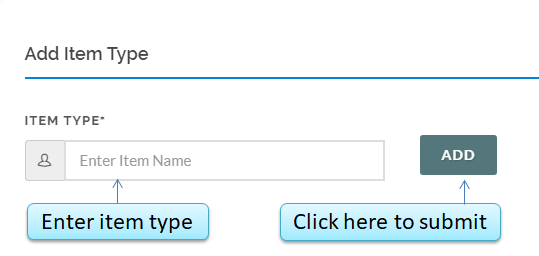 Add Item Type
ITEM TYPE*
Enter Item Name
ADD
Enter item type
Click here to submit